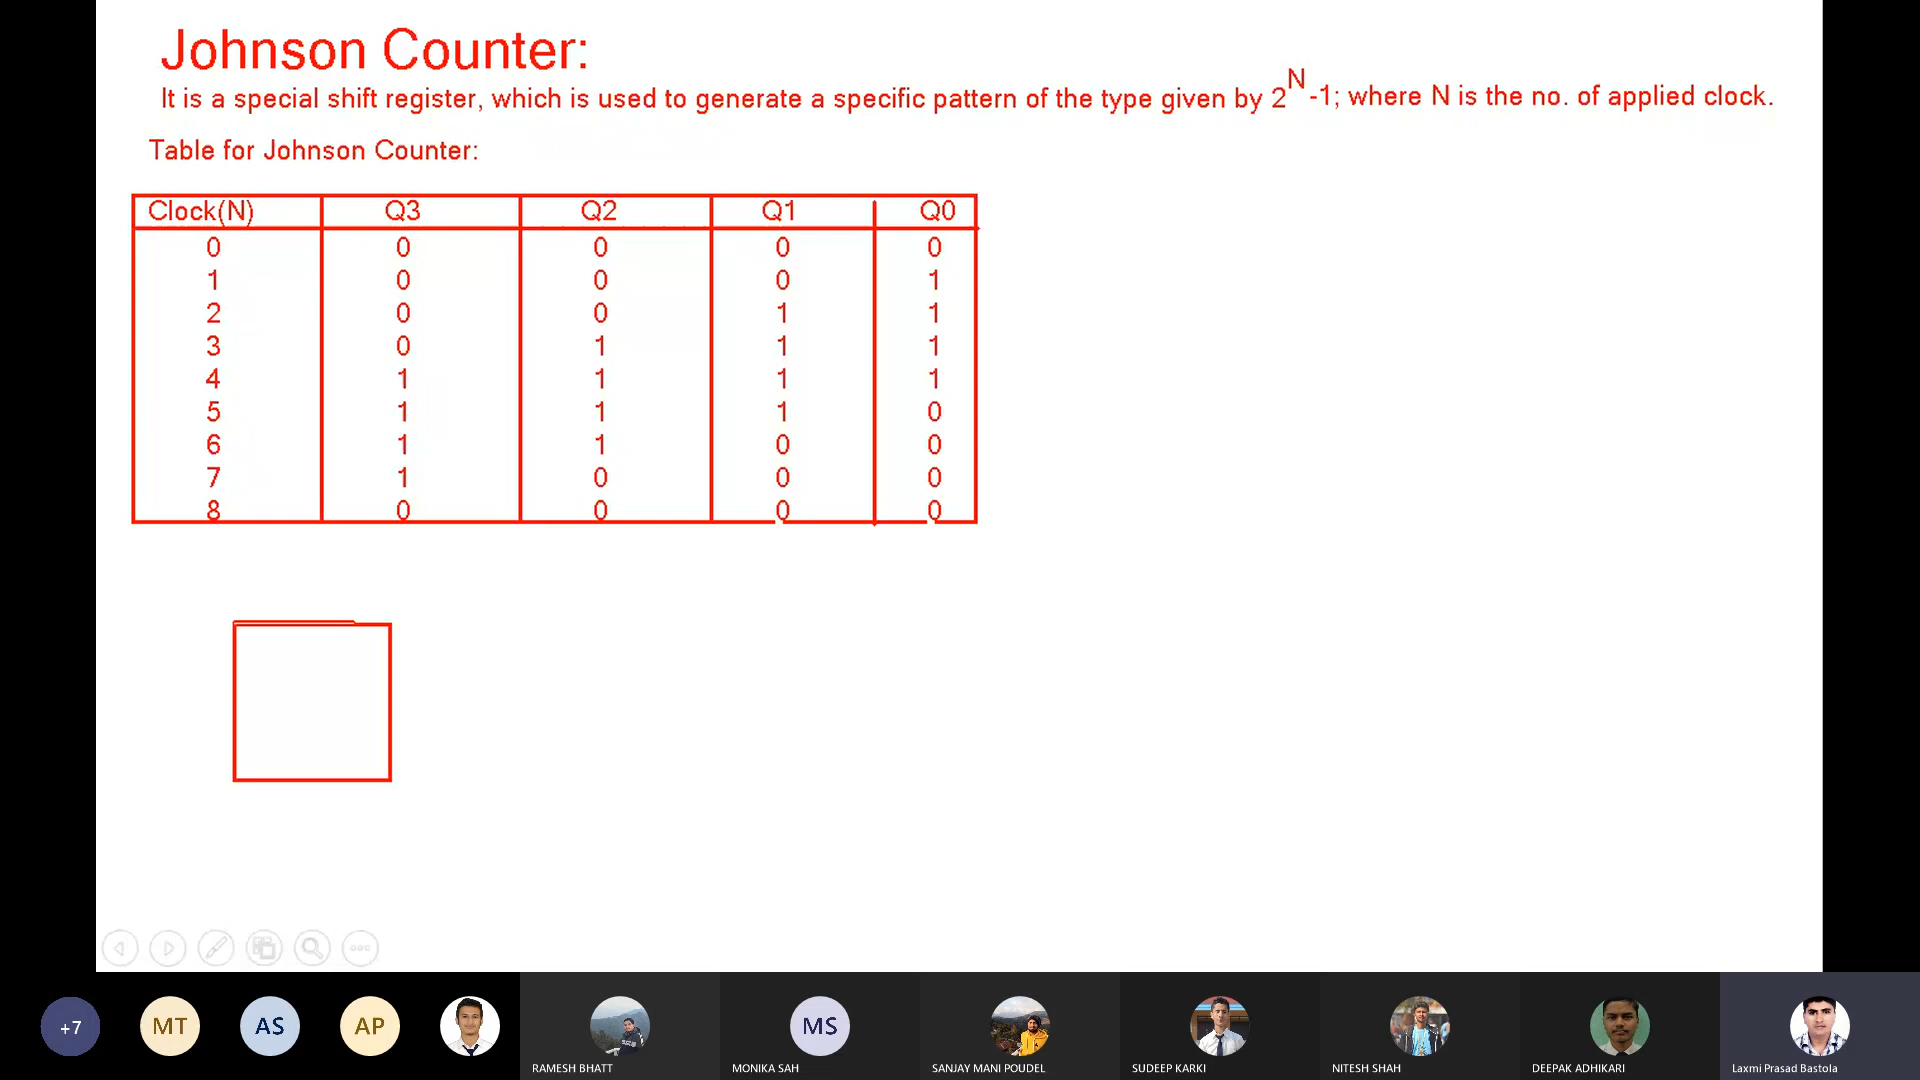 Johnson Counter:
It is a special shift register, which is used to generate a specific pattern of the type given by 2^N-1; where N is the no. of applied clock.
Table for Johnson Counter:
Clock(N) Q3 Q2 Q1 Q0
0 0 0 0 0
1 0 0 0 1
2 0 0 1 1
3 0 1 1 1
4 1 1 1 1
5 1 1 1 0
6 1 1 0 0
7 1 0 0 0
8 0 0 0 0
+7 MT AS AP MS
RAMESH BHATT MONIKA SAH SANJAY MANI POUDEL SUDEEP KARKI NITESH SHAH DEEPAK ADHIKARI Laxmi Prasad Bastola